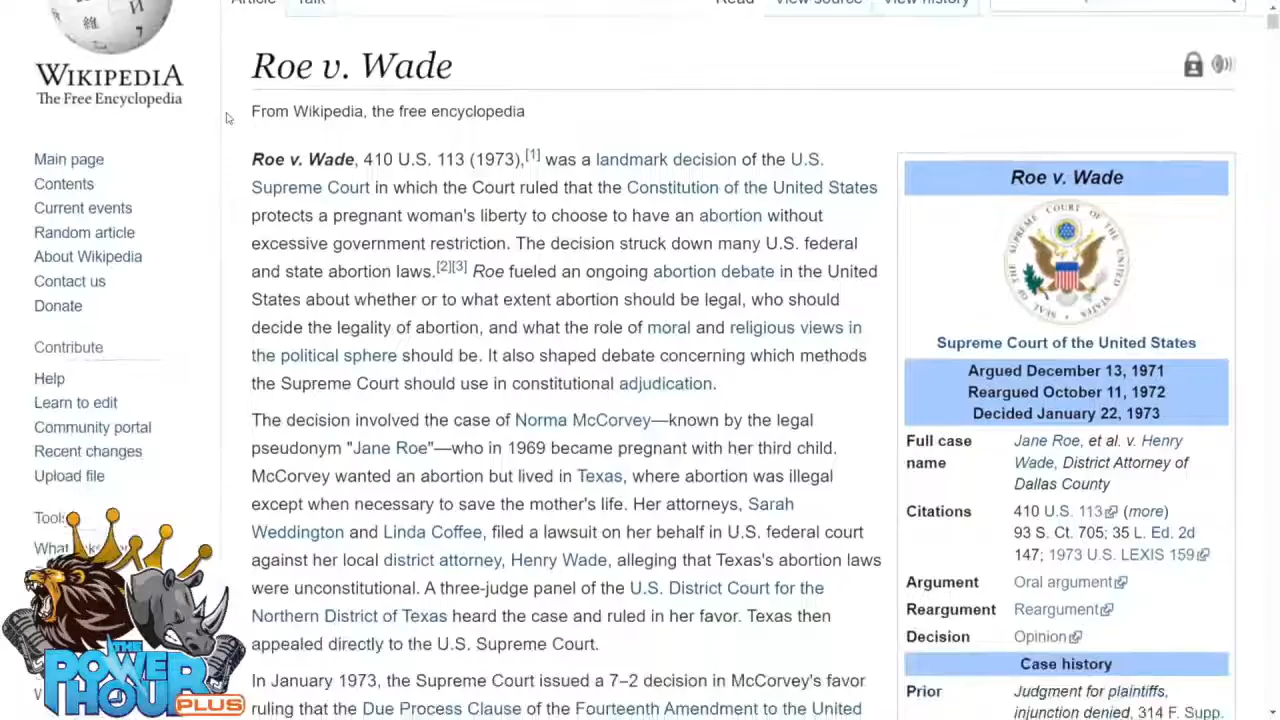 Article Talk Read View source View history
WIKIPEDIA
The Free Encyclopedia
Main page
Contents
Current events
Random article
About Wikipedia
Contact us
Donate
Contribute
Help
Learn to edit
Community portal
Recent changes
Upload file
Tools
THE
POWER
HOUR
PLUS
Roe v. Wade
From Wikipedia, the free encyclopedia
Roe v. Wade, 410 U.S. 113 (1973),[1] was a landmark decision of the U.S.
Supreme Court in which the Court ruled that the Constitution of the United States
protects a pregnant woman's liberty to choose to have an abortion without
excessive government restriction. The decision struck down many U.S. federal
and state abortion laws.[2][3] Roe fueled an ongoing abortion debate in the United
States about whether or to what extent abortion should be legal, who should
decide the legality of abortion, and what the role of moral and religious views in
the political sphere should be. It also shaped debate concerning which methods
the Supreme Court should use in constitutional adjudication.
The decision involved the case of Norma McCorvey—known by the legal
pseudonym "Jane Roe"—who in 1969 became pregnant with her third child.
McCorvey wanted an abortion but lived in Texas, where abortion was illegal
except when necessary to save the mother's life. Her attorneys, Sarah
Weddington and Linda Coffee, filed a lawsuit on her behalf in U.S. federal court
against her local district attorney, Henry Wade, alleging that Texas's abortion laws
were unconstitutional. A three-judge panel of the U.S. District Court for the
Northern District of Texas heard the case and ruled in her favor. Texas then
appealed directly to the U.S. Supreme Court.
In January 1973, the Supreme Court issued a 7–2 decision in McCorvey's favor
ruling that the Due Process Clause of the Fourteenth Amendment to the United
Roe v. Wade
SUPREME COURT OF THE UNITED STATES
SEAL OF THE
Supreme Court of the United States
Argued December 13, 1971
Reargued October 11, 1972
Decided January 22, 1973
Full case Jane Roe, et al. v. Henry
name Wade, District Attorney of
Dallas County
Citations 410 U.S. 113 (more)
93 S. Ct. 705; 35 L. Ed. 2d
147; 1973 U.S. LEXIS 159
Argument Oral argument
Reargument Reargument
Decision Opinion
Case history
Prior Judgment for plaintiffs,
injunction denied, 314 F. Supp.